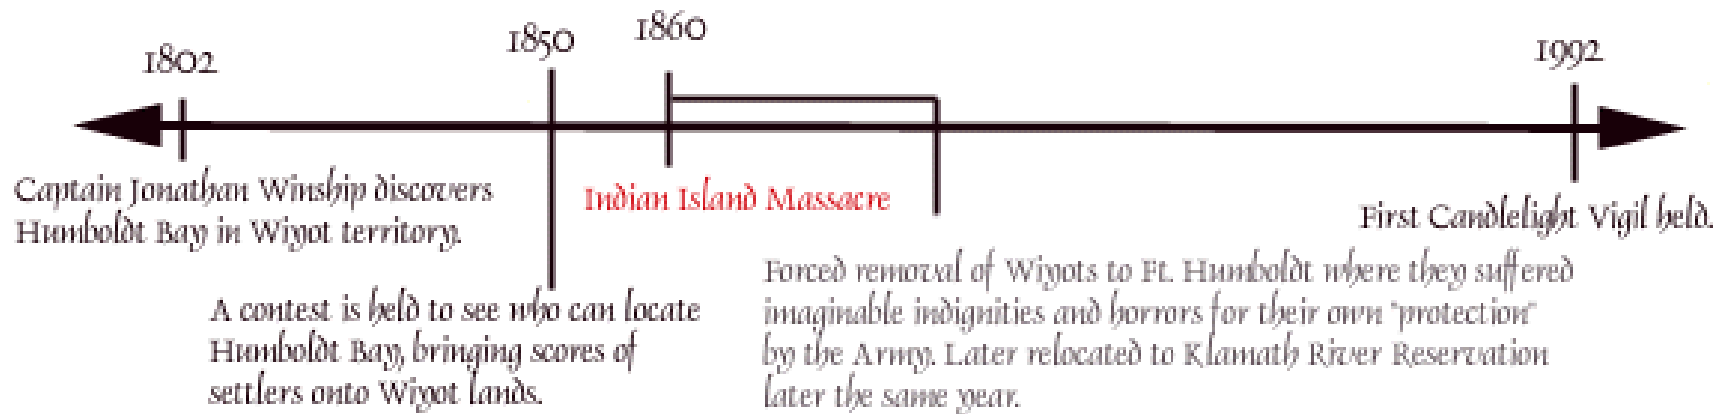 1802
Captain Jonathan Winship discovers
Humboldt Bay in Wiyot territory.
1850
A contest is held to see who can locate
Humboldt Bay, bringing scores of
settlers onto Wiyot lands.
1860
Indian Island Massacre
Forced removal of Wiyots to Ft. Humboldt where they suffered
imaginable indignities and horrors for their own "protection"
by the Army. Later relocated to Klamath River Reservation
later the same year.
1992
First Candlelight Vigil held.